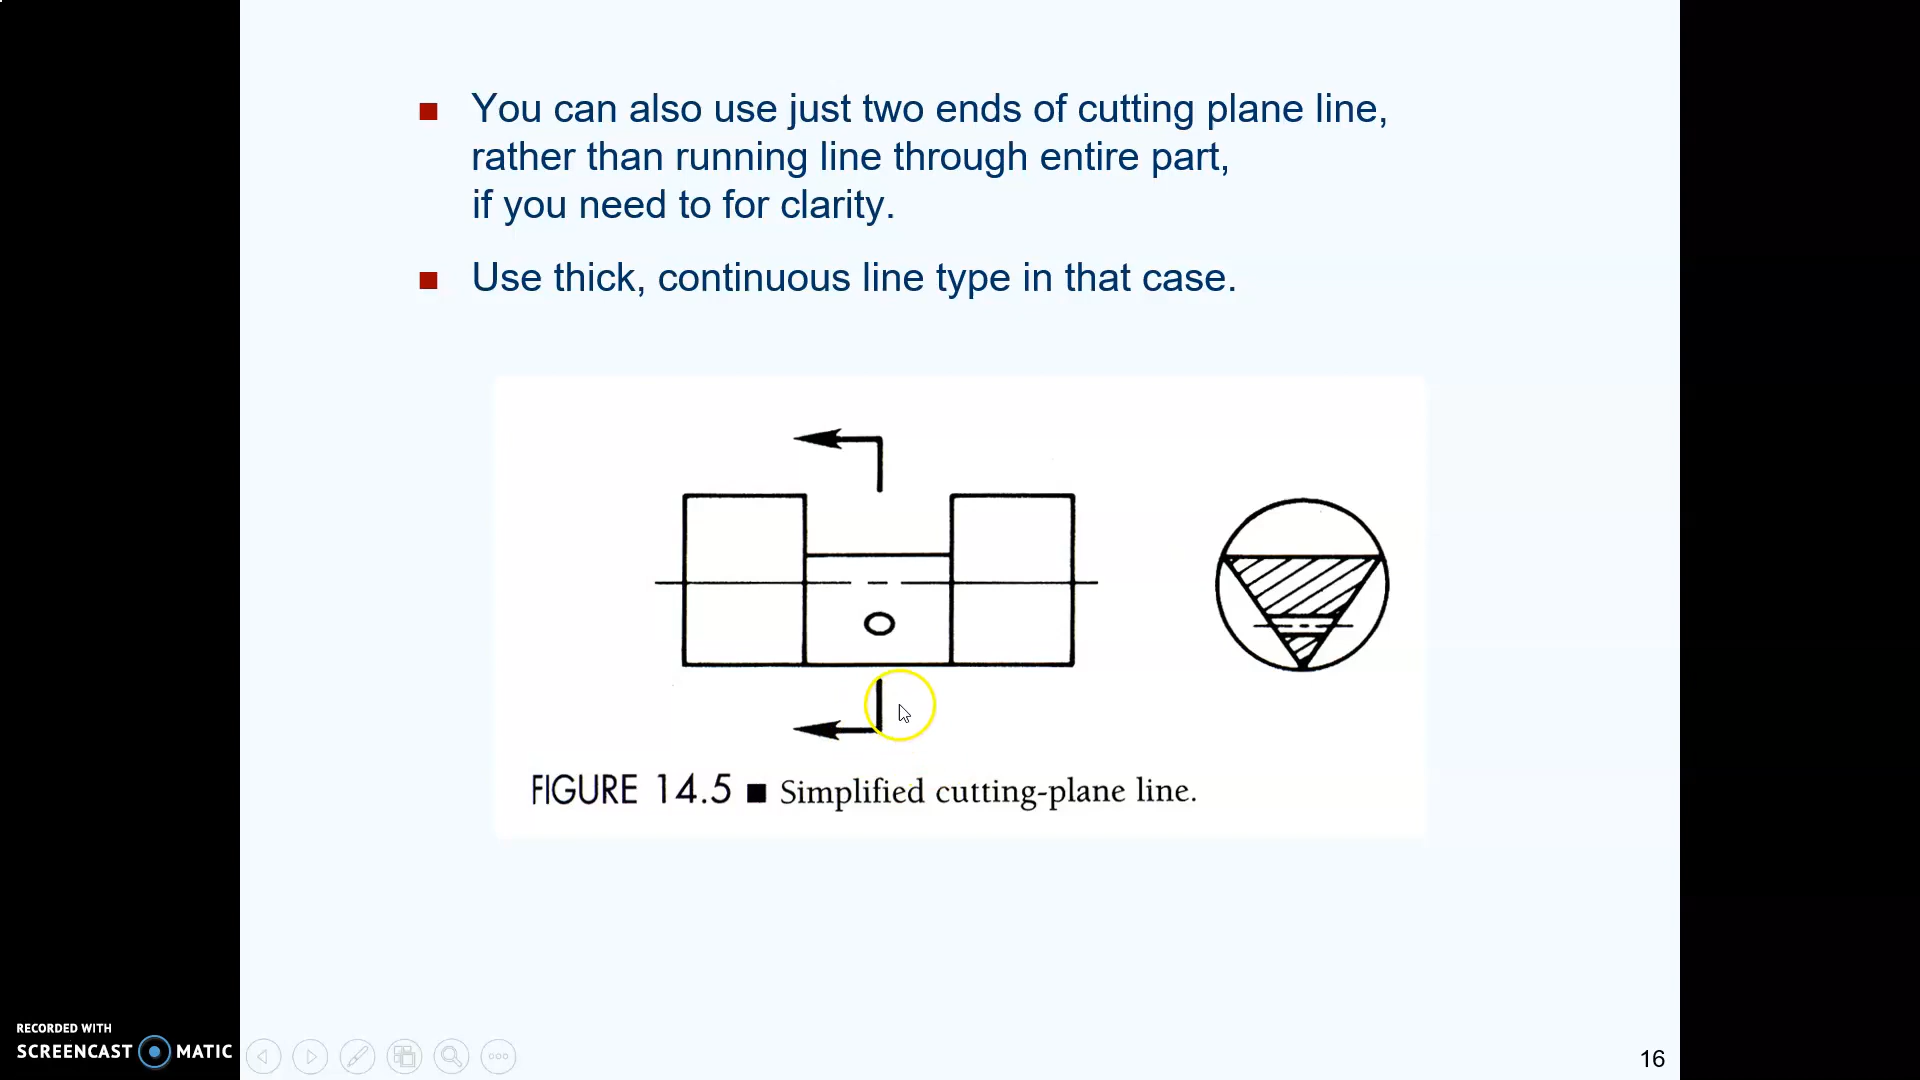 You can also use just two ends of cutting plane line,
rather than running line through entire part,
if you need to for clarity.
Use thick, continuous line type in that case.
FIGURE 14.5 ■ Simplified cutting-plane line.
RECORDED WITH
SCREENCAST MATIC
16